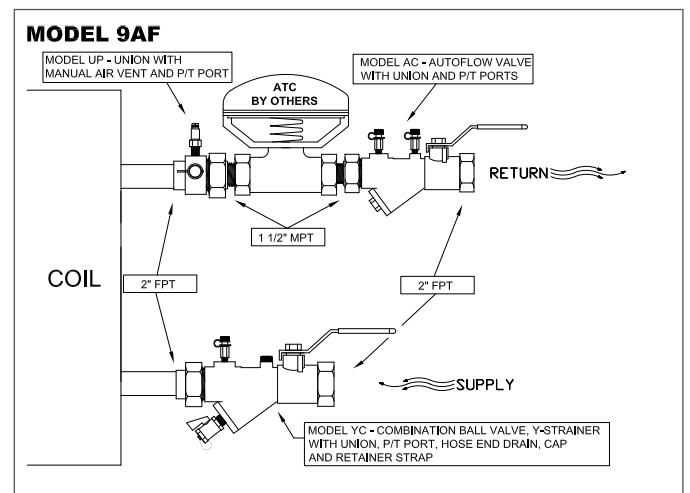 MODEL 9AF
MODEL UP - UNION WITH
MANUAL AIR VENT AND P/T PORT
ATC
BY OTHERS
MODEL AC - AUTOFLOW VALVE
WITH UNION AND P/T PORTS
RETURN
1 1/2" MPT
COIL
2" FPT
2" FPT
SUPPLY
MODEL YC - COMBINATION BALL VALVE, Y-STRAINER
WITH UNION, P/T PORT, HOSE END DRAIN, CAP
AND RETAINER STRAP